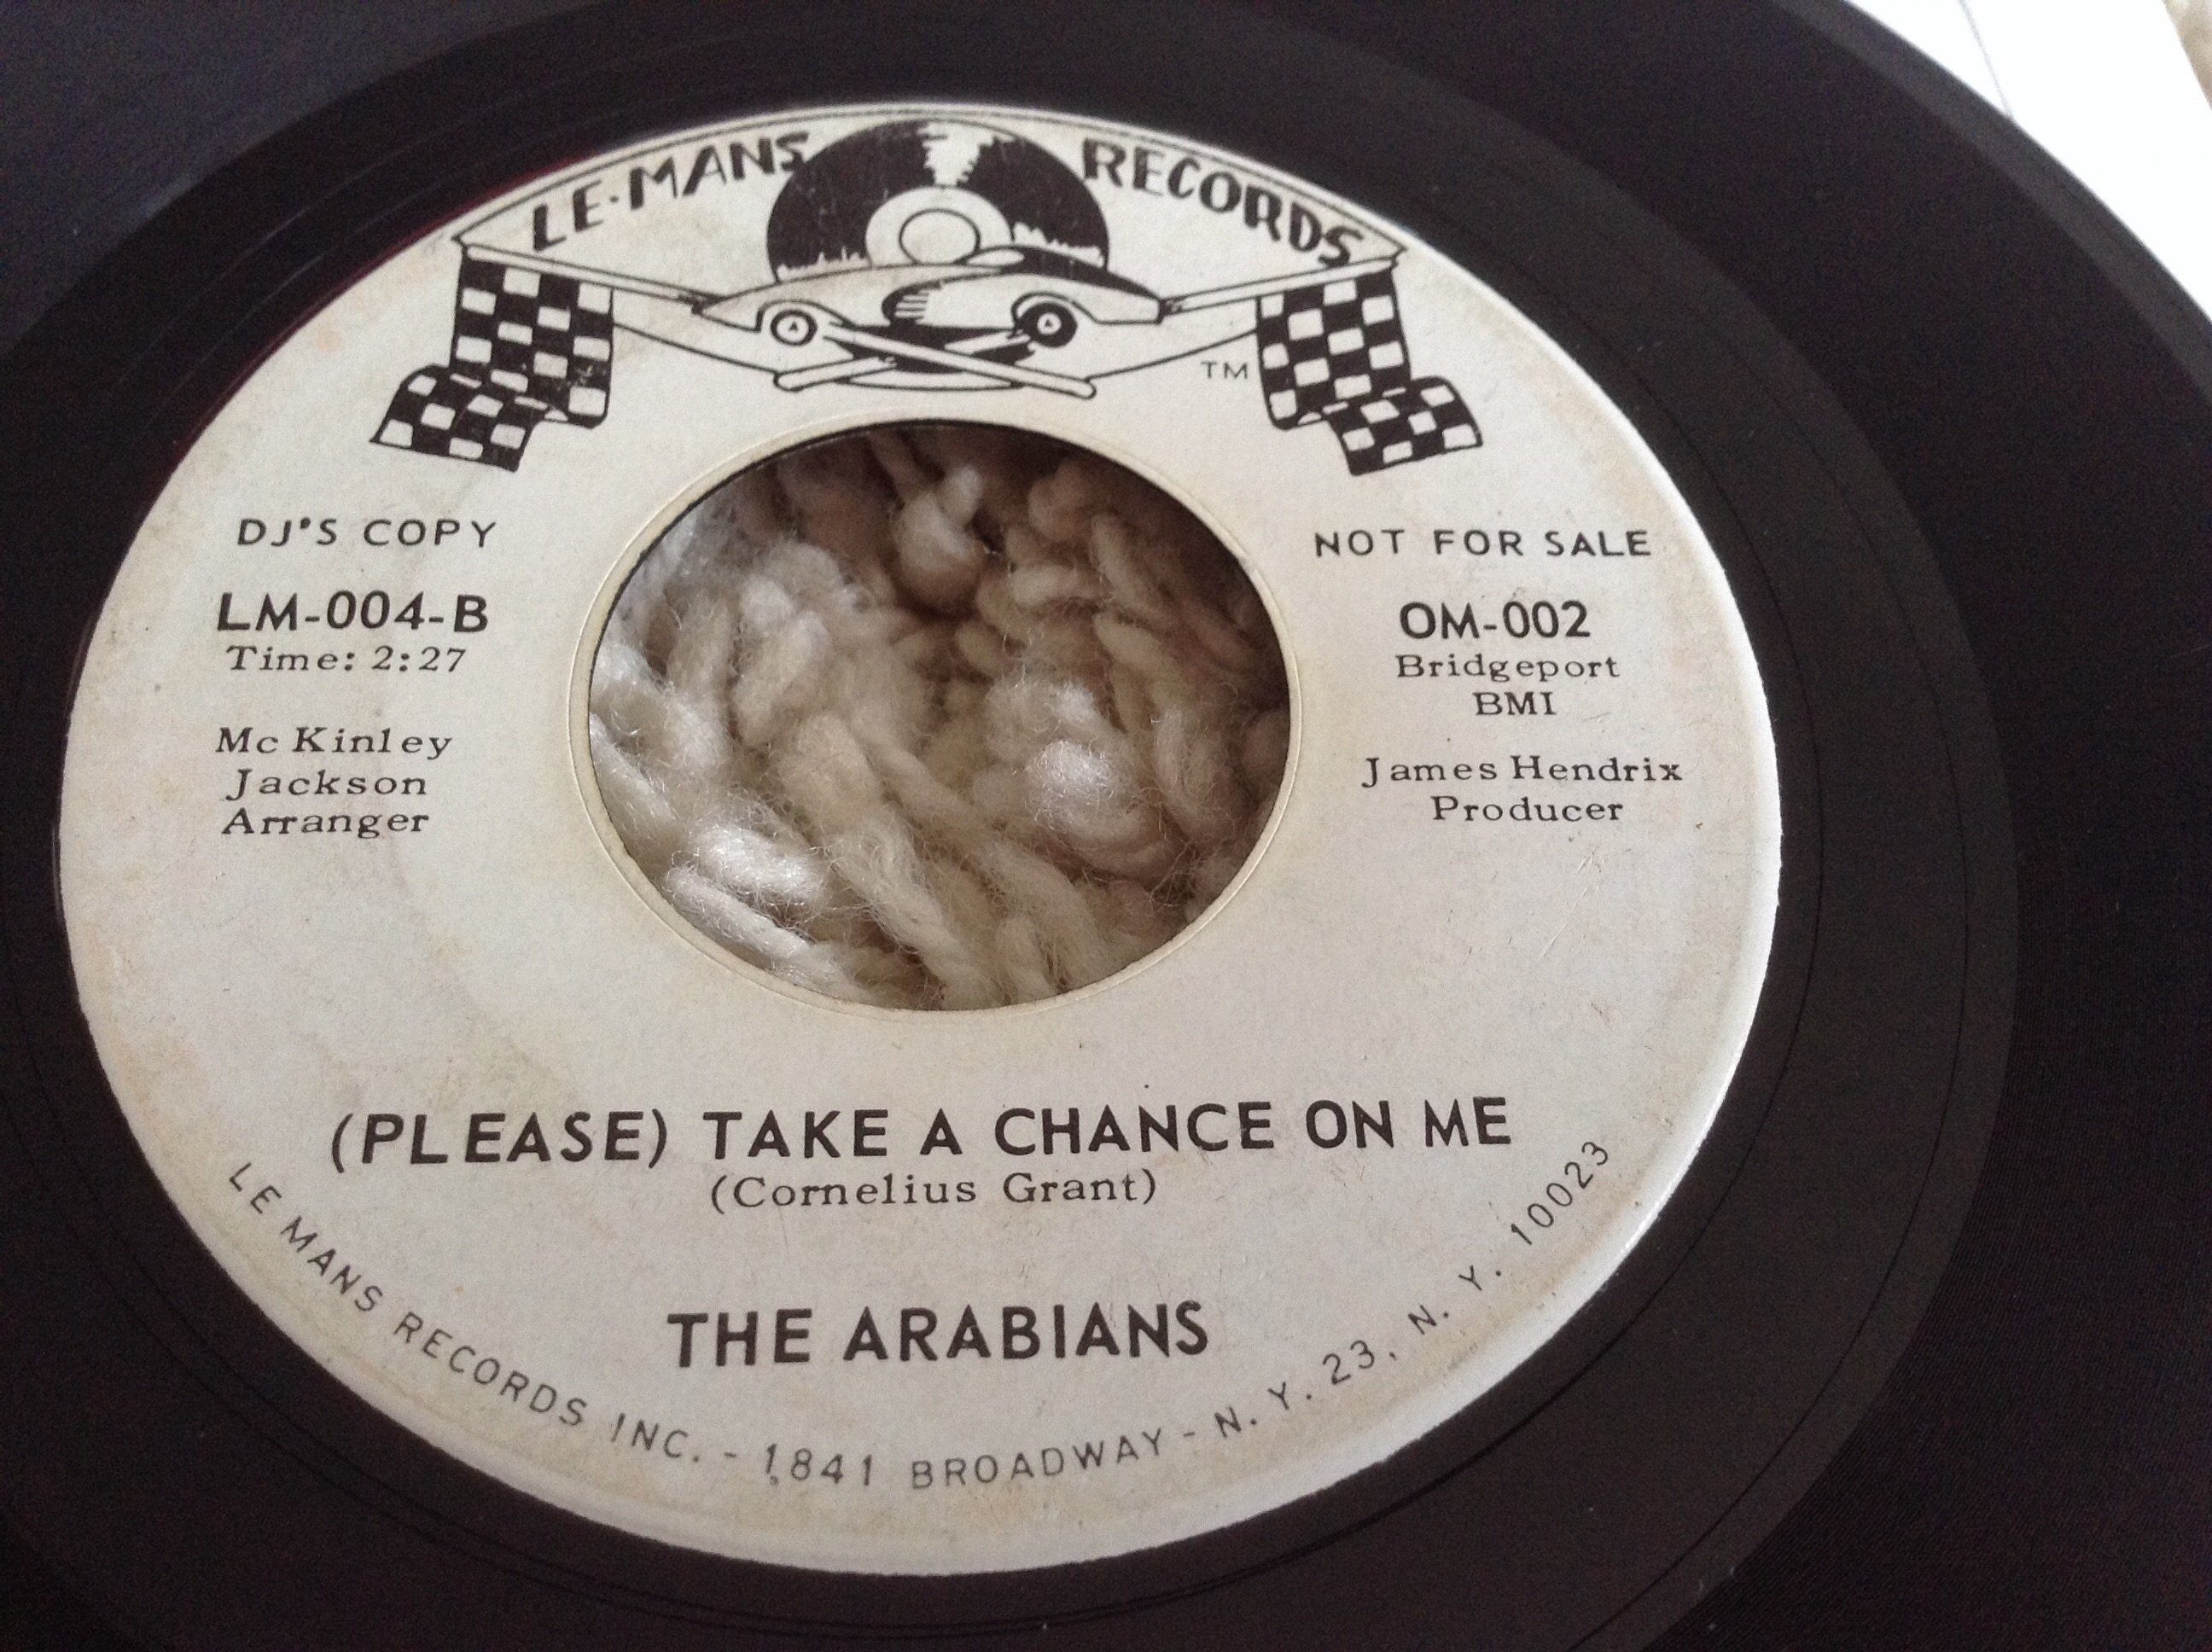 LE·MANS RECORDS
TM
DJ'S COPY
LM-004-B
Time: 2:27
Mc Kinley
Jackson
Arranger
NOT FOR SALE
OM-002
Bridgeport
BMI
James Hendrix
Producer
(PLEASE) TAKE A CHANCE ON ME
(Cornelius Grant)
THE ARABIANS
LE MANS RECORDS INC. - 1841 BROADWAY - N. Y. 23, N. Y. 10023